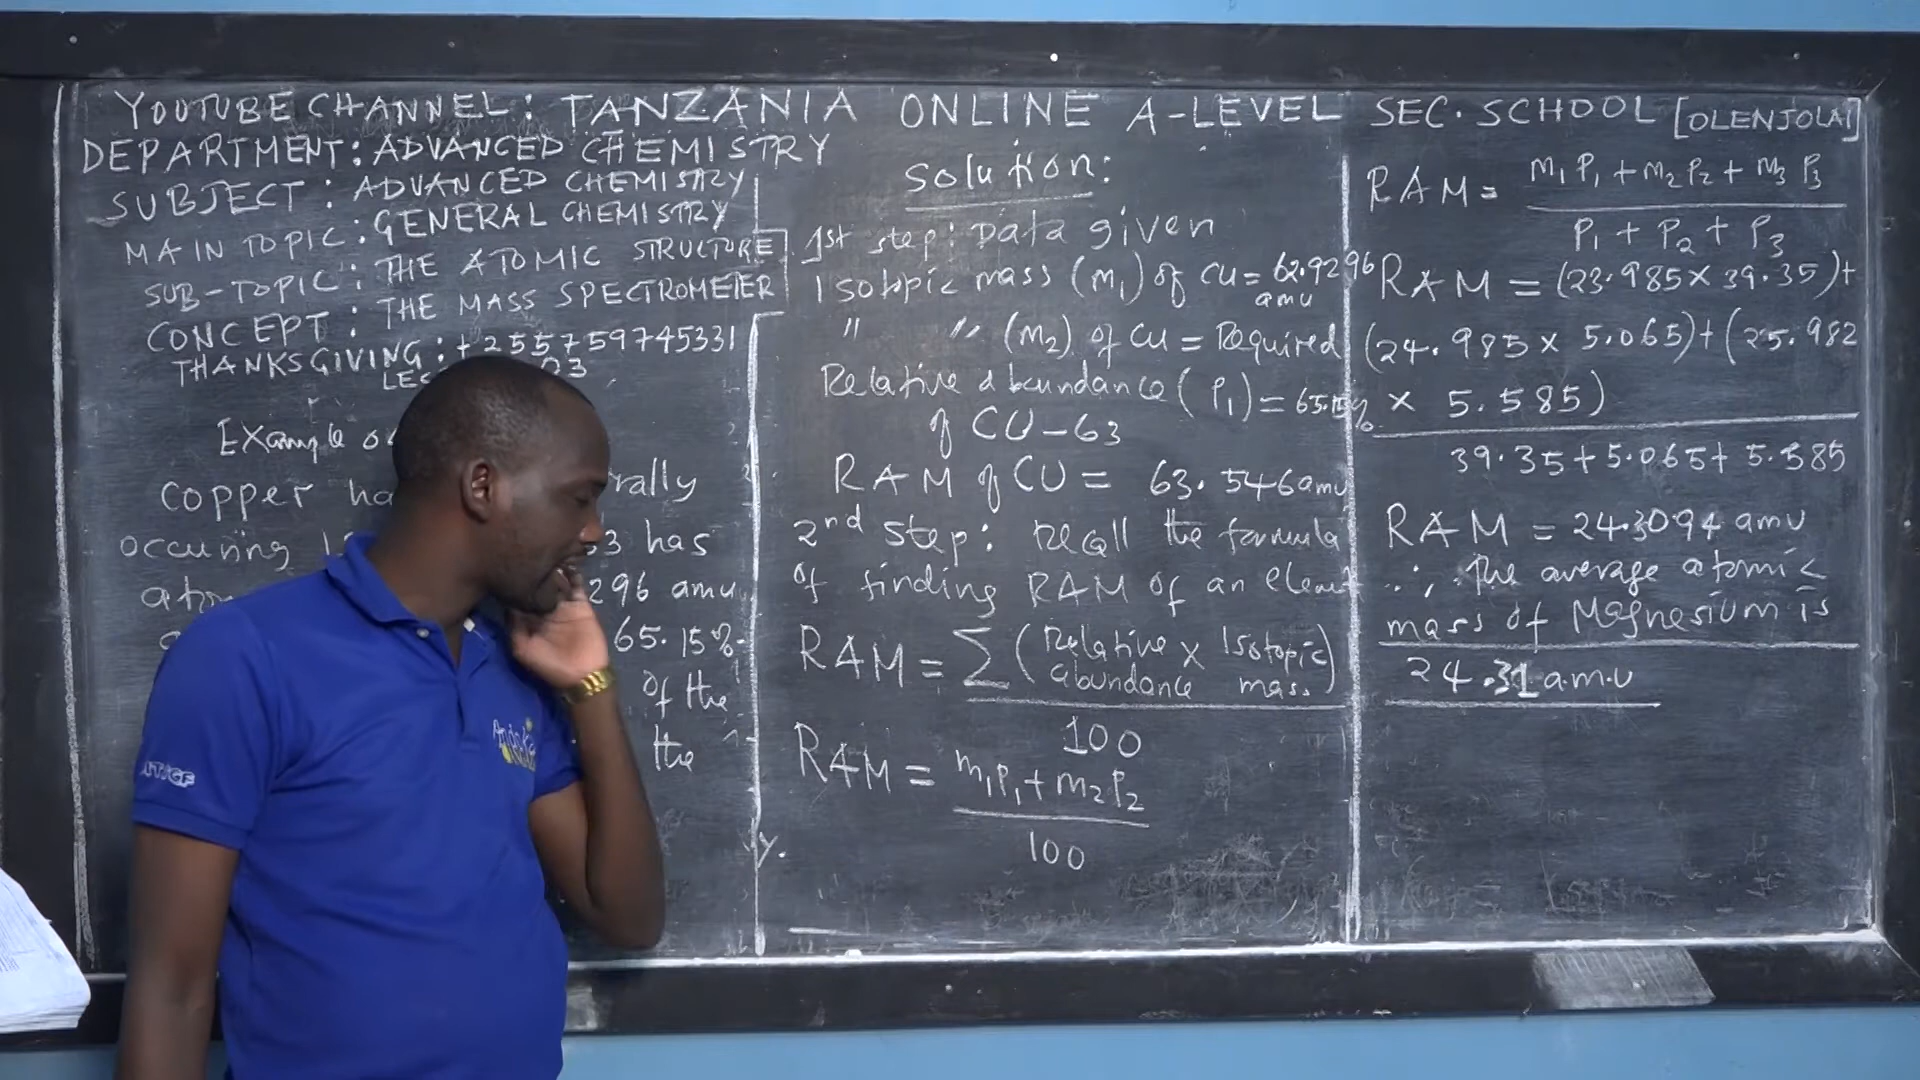 YOUTUBE CHANNEL: TANZANIA ONLINE A-LEVEL SEC. SCHOOL [OLENJOLAI]
DEPARTMENT: ADVANCED CHEMISTRY
SUBJECT: ADVANCED CHEMISTRY
MAIN TOPIC: GENERAL CHEMISTRY
SUB-TOPIC: THE ATOMIC STRUCTURE
CONCEPT: THE MASS SPECTROMETER
THANKSGIVING: +255759745331
03
Example
Copper
occuring
has
296 amu
65.15%
of the
the
Solution:
1st step: Data given
Isotopic mass (m1) of CU = 62.9296
amu
" " (m2) of CU = Required
Relative abundance (P1) = 65.15%
of CU-63
RAM of CU = 63.546amu
2nd step: Recall the formula
of finding RAM of an element
RAM = ∑ (Relative abundance × Isotopic mass)
100
RAM = m1P1 + m2P2
100
RAM = m1P1 + m2P2 + m3P3
P1 + P2 + P3
RAM = (23.985 × 39.35) +
(24.985 × 5.065) + (25.982
× 5.585)
39.35 + 5.065 + 5.585
RAM = 24.3094 amu
∴ The average atomic
mass of Magnesium is
24.31 a.m.u